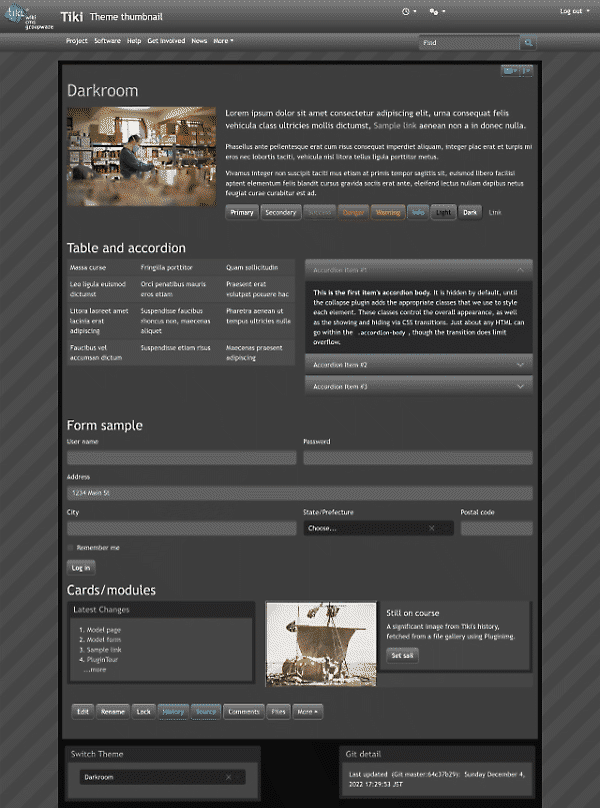 tiki
wiki
cms
groupware
Tiki Theme thumbnail
Log out
Project Software Help Get Involved News More
Find
Darkroom
Lorem ipsum dolor sit amet consectetur adipiscing elit, urna consequat felis
vehicula class ultricies mollis dictumst, Sample link aenean non a in donec nulla.
Phasellus ante pellentesque erat cum risus consequat imperdiet aliquam, integer plac erat et turpis mi
eros nec lobortis taciti, vehicula nisl litora tellus ligula porttitor metus.
Vivamus integer non suscipit taciti mus etiam at primis tempor sagittis sit, euismod libero facilisi
aptent elementum felis blandit cursus gravida sociis erat ante, eleifend lectus nullam dapibus netus
feugiat curae curabitur est ad.
Primary Secondary Success Danger Warning Info Light Dark Link
Table and accordion
Massa curse Fringilla porttitor Quam sollicitudin
Leo ligula euismod Orci penatibus mauris Praesent erat
dictumst eros etiam volutpat posuere hac
Litora laoreet amet Suspendisse faucibus Pharetra aenean ut
lacinia erat rhoncus non, maecenas tempus ultricies nulla
adipiscing aliquet
Faucibus vel Suspendisse etiam risus Maecenas praesent
accumsan dictum adipiscing
Accordion Item #1
This is the first item's accordion body. It is hidden by default, until
the collapse plugin adds the appropriate classes that we use to style
each element. These classes control the overall appearance, as well
as the showing and hiding via CSS transitions. Just about any HTML can
go within the .accordion-body , though the transition does limit
overflow.
Accordion Item #2
Accordion Item #3
Form sample
User name Password
Address
1234 Main St
City State/Prefecture Postal code
Choose...
Remember me
Log in
Cards/modules
Latest Changes
1. Model page
2. Model form
3. Sample link
4. PluginTour
...more
Still on course
A significant image from Tiki's history,
fetched from a file gallery using PluginImg.
Set sail
Edit Rename Lock History Source Comments Files More
Switch Theme
Darkroom
Git detail
Last updated (Git master:64c37b29): Sunday December 4,
2022 17:29:53 JST